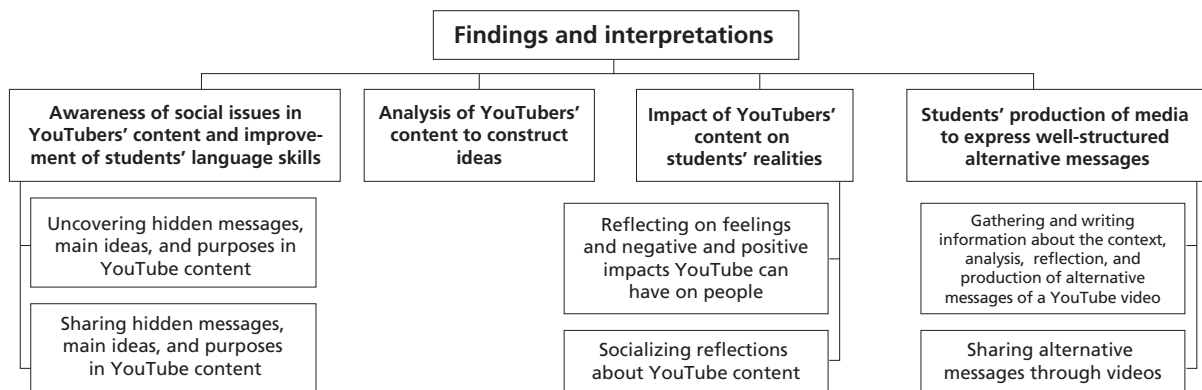 Findings and interpretations
Awareness of social issues in
YouTubers’ content and improve-
ment of students’ language skills
Uncovering hidden messages,
main ideas, and purposes in
YouTube content
Sharing hidden messages,
main ideas, and purposes
in YouTube content
Analysis of YouTubers’
content to construct
ideas
Impact of YouTubers’
content on
students’ realities
Reflecting on feelings
and negative and positive
impacts YouTube can
have on people
Socializing reflections
about YouTube content
Students’ production of media
to express well-structured
alternative messages
Gathering and writing
information about the context,
analysis, reflection, and
production of alternative
messages of a YouTube video
Sharing alternative
messages through videos